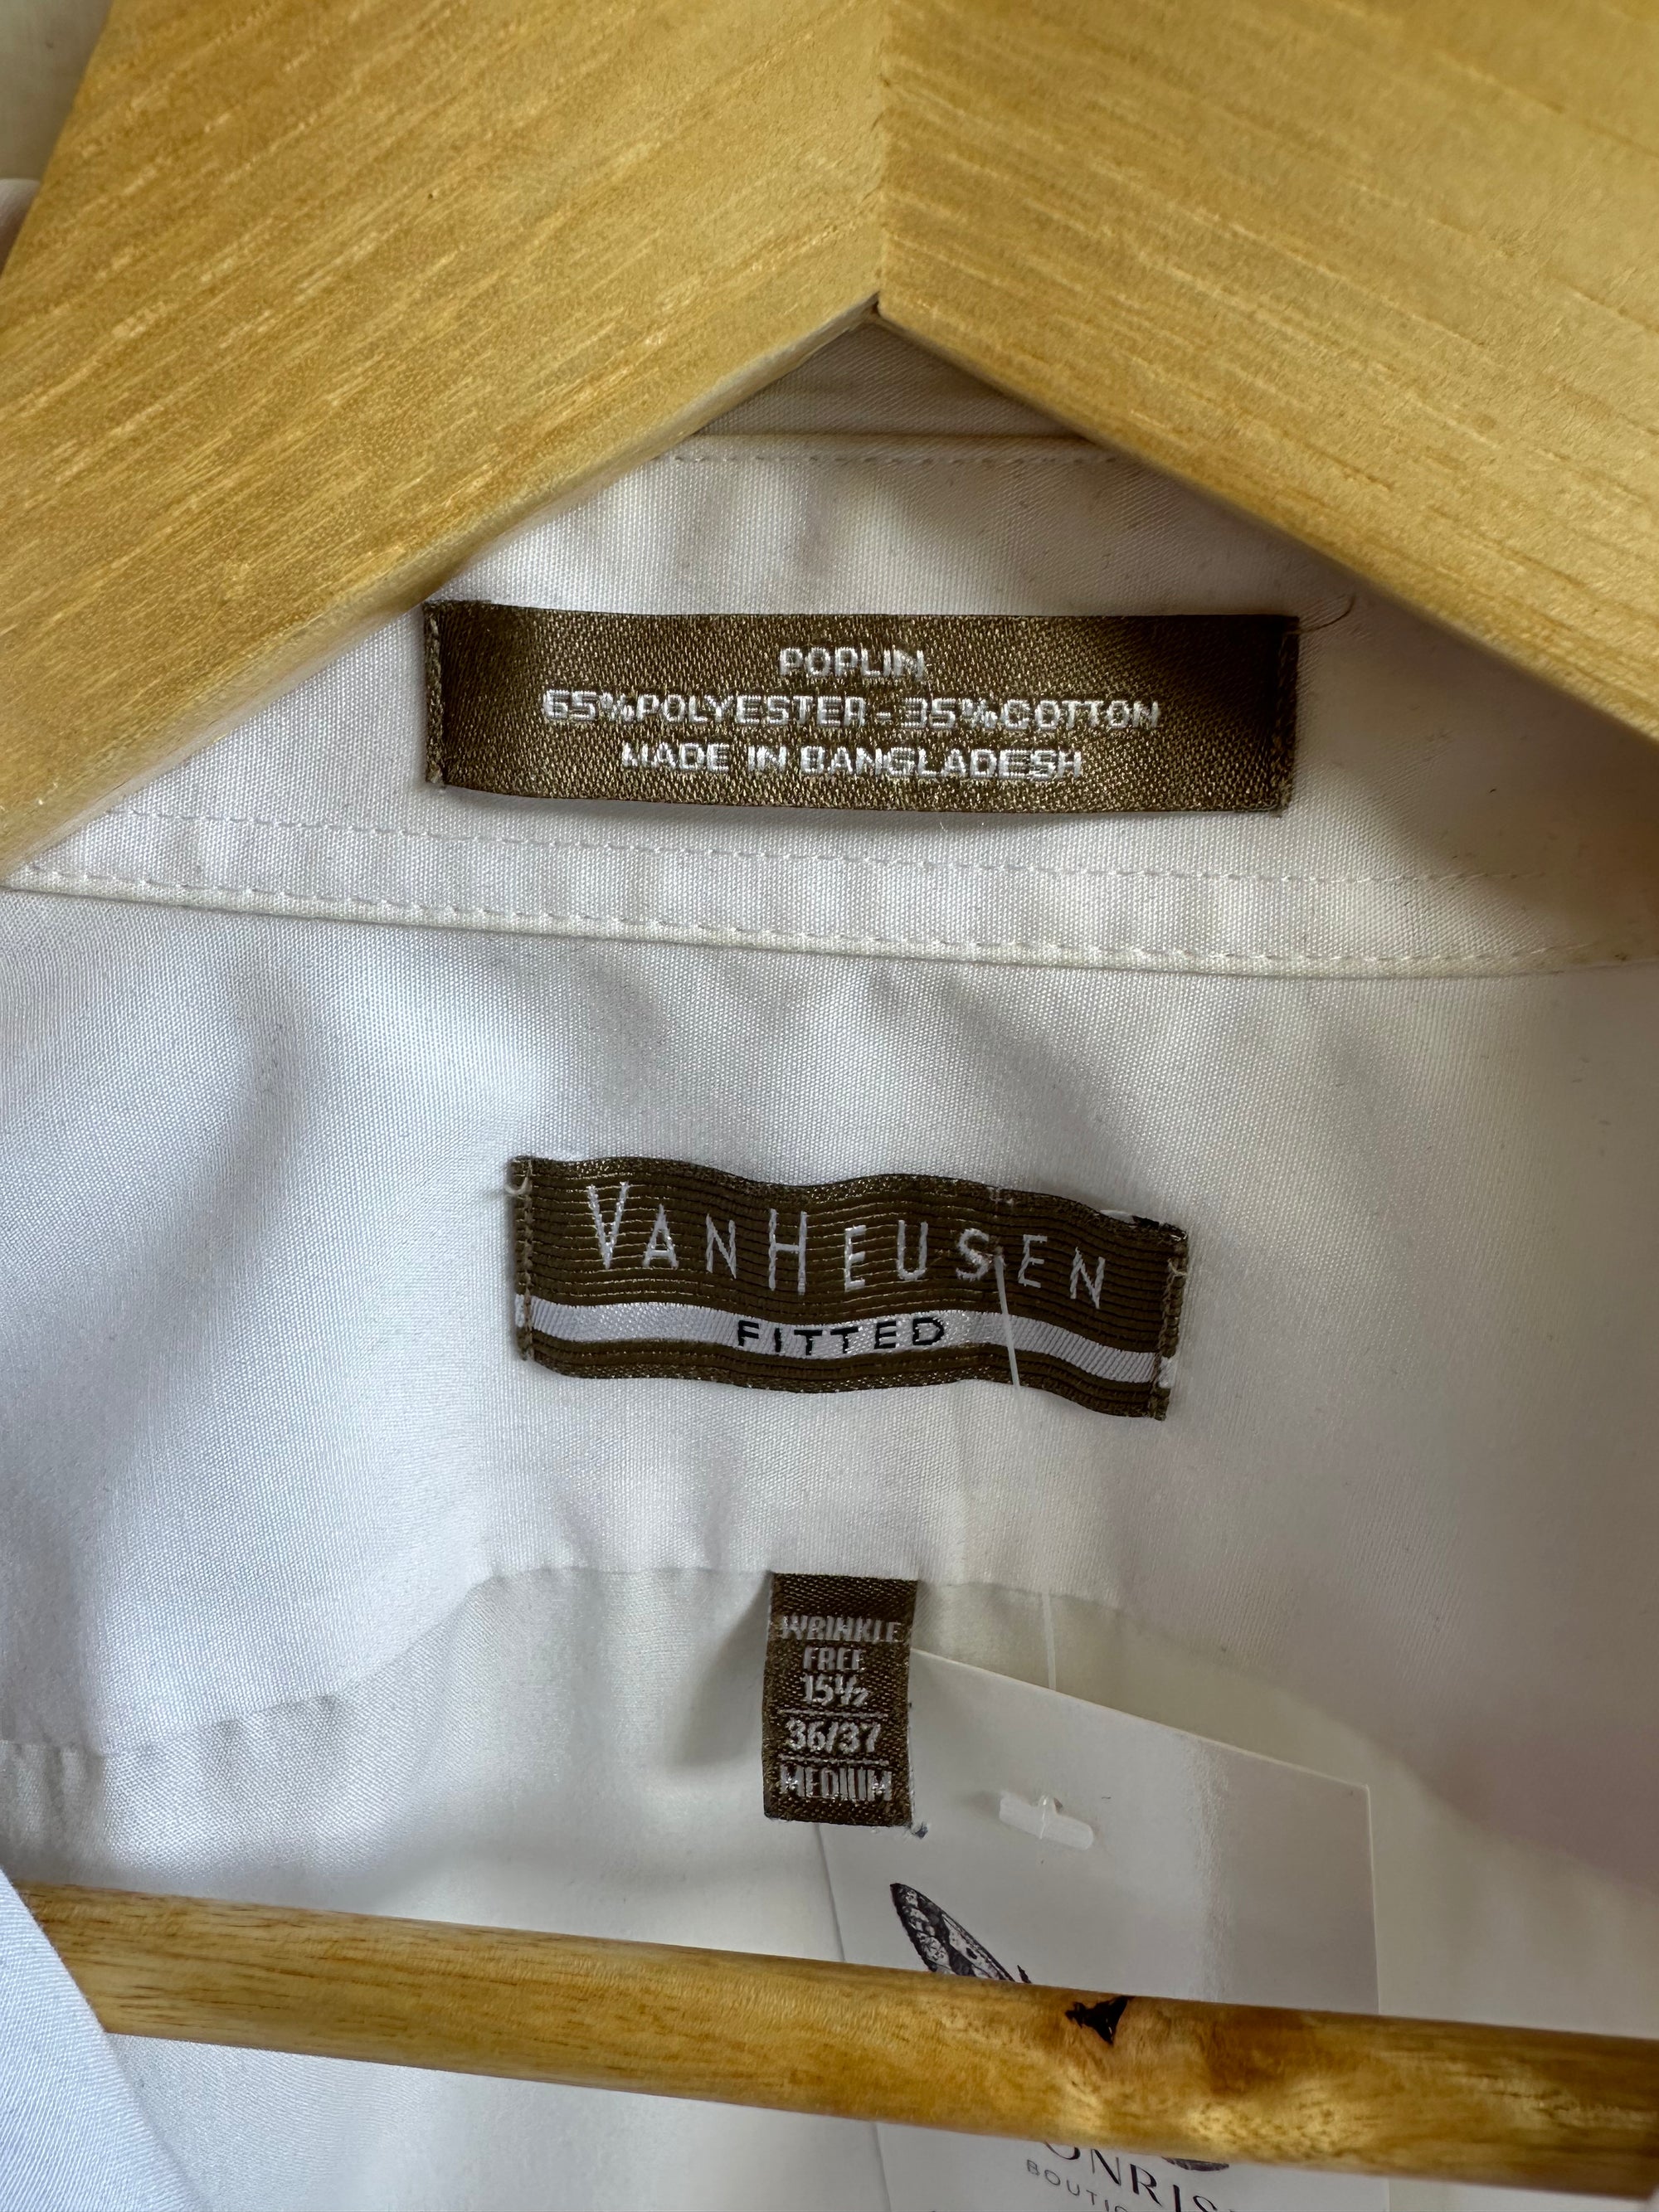 POPLIN
65%POLYESTER - 35%COTTON
MADE IN BANGLADESH
VANHEUSEN
FITTED
WRINKLE
FREE
15½
36/37
MEDIUM